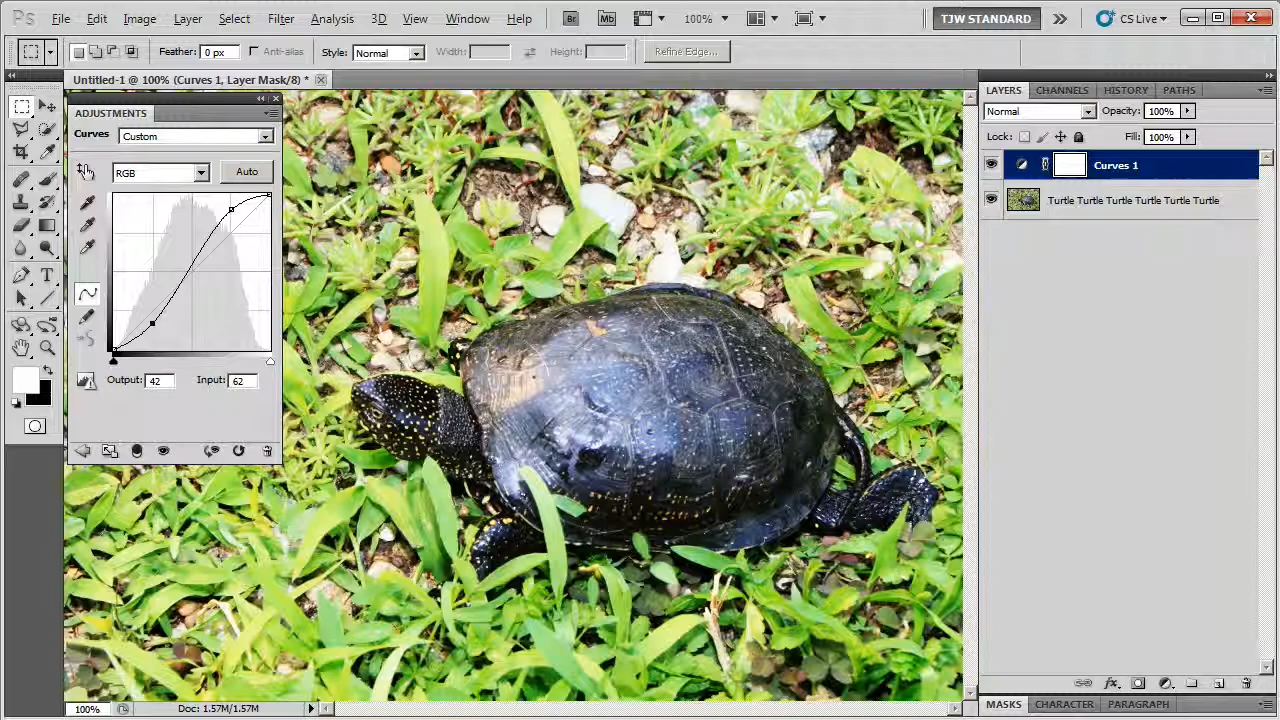 Ps File Edit Image Layer Select Filter Analysis 3D View Window Help Br Mb 100% TJW STANDARD CS Live
Feather: 0 px Anti-alias Style: Normal Width: Height: Refine Edge...
Untitled-1 @ 100% (Curves 1, Layer Mask/8) *
ADJUSTMENTS
Curves Custom
RGB Auto
Output: 42 Input: 62
LAYERS CHANNELS HISTORY PATHS
Normal Opacity: 100%
Lock: Fill: 100%
Curves 1
Turtle Turtle Turtle Turtle Turtle Turtle
100% Doc: 1.57M/1.57M
MASKS CHARACTER PARAGRAPH